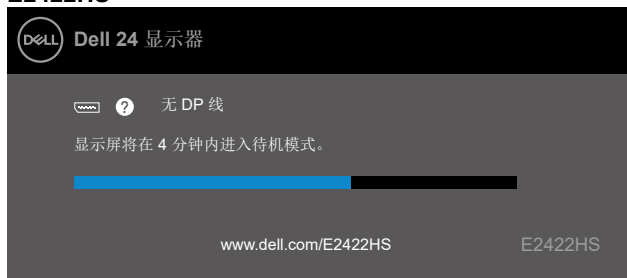 E2422HS
DELL Dell 24 显示器
? 无 DP 线
显示屏将在 4 分钟内进入待机模式。
www.dell.com/E2422HS E2422HS